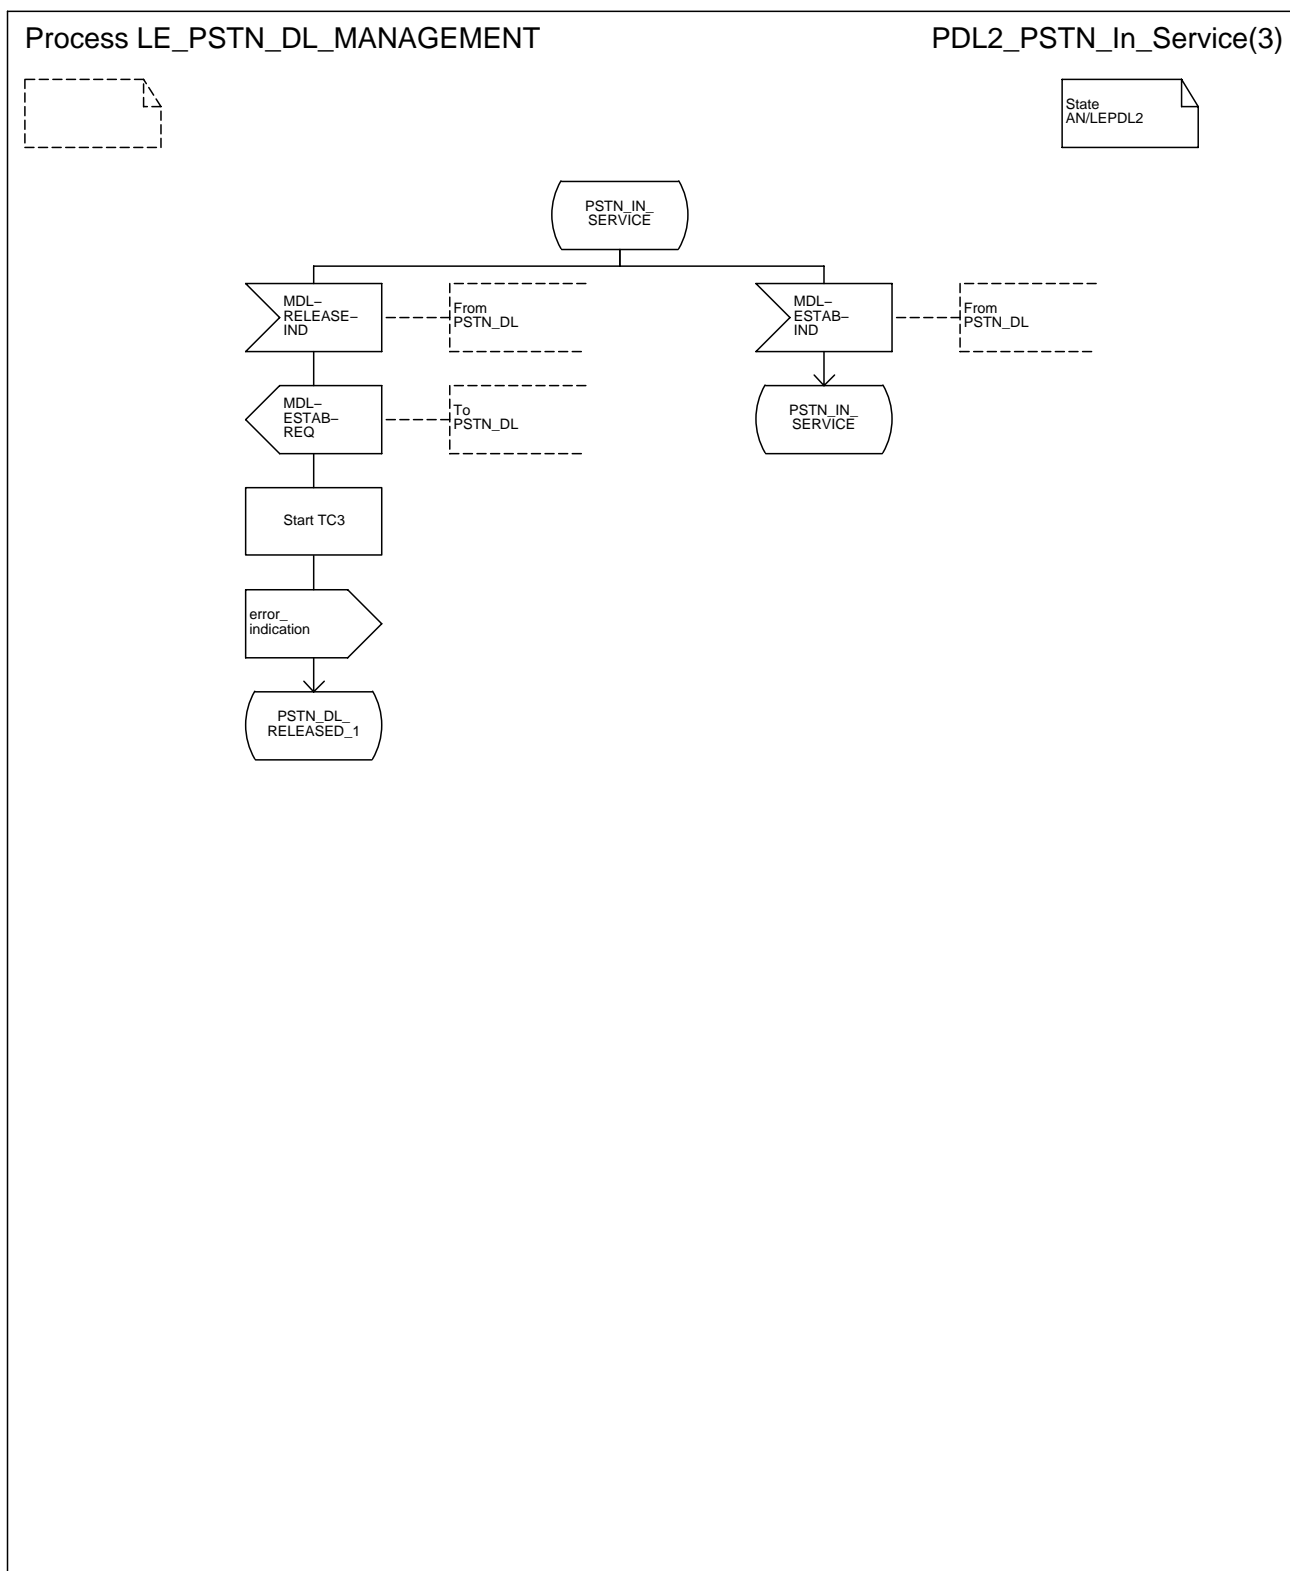 Process LE_PSTN_DL_MANAGEMENT
PDL2_PSTN_In_Service(3)
State
AN/LEPDL2
PSTN_IN_
SERVICE
MDL–
RELEASE–
IND
From
PSTN_DL
MDL–
ESTAB–
IND
From
PSTN_DL
MDL–
ESTAB–
REQ
To
PSTN_DL
PSTN_IN_
SERVICE
Start TC3
error_
indication
PSTN_DL_
RELEASED_1